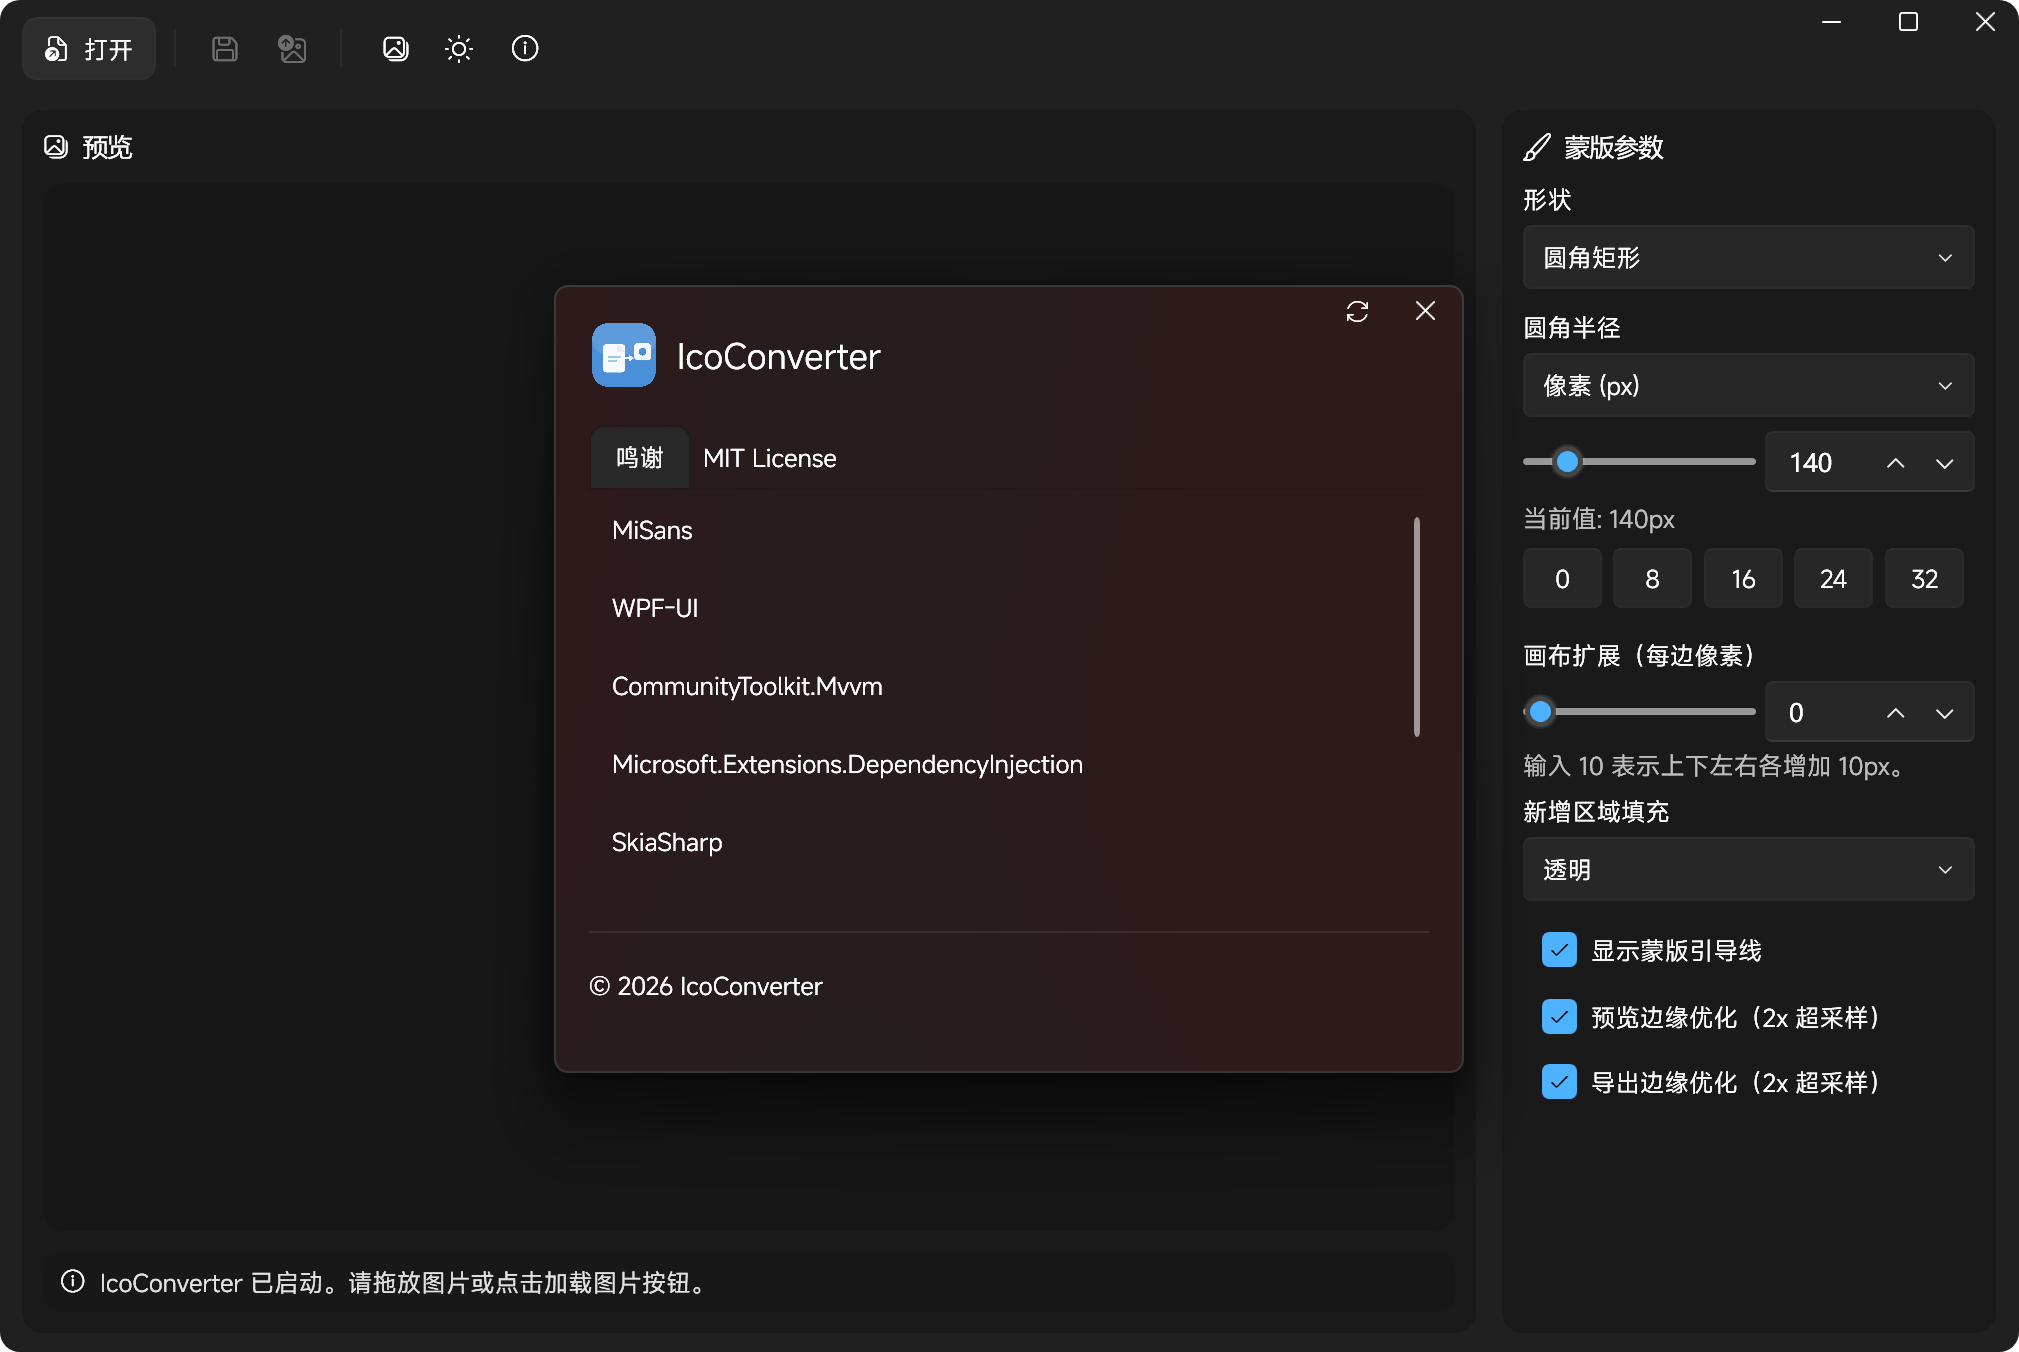 打开
预览
IcoConverter
鸣谢
MIT License
MiSans
WPF-UI
CommunityToolkit.Mvvm
Microsoft.Extensions.DependencyInjection
SkiaSharp
© 2026 IcoConverter
IcoConverter 已启动。请拖放图片或点击加载图片按钮。
蒙版参数
形状
圆角矩形
圆角半径
像素 (px)
140
当前值: 140px
0 8 16 24 32
画布扩展（每边像素）
0
输入 10 表示上下左右各增加 10px。
新增区域填充
透明
显示蒙版引导线
预览边缘优化（2x 超采样）
导出边缘优化（2x 超采样）